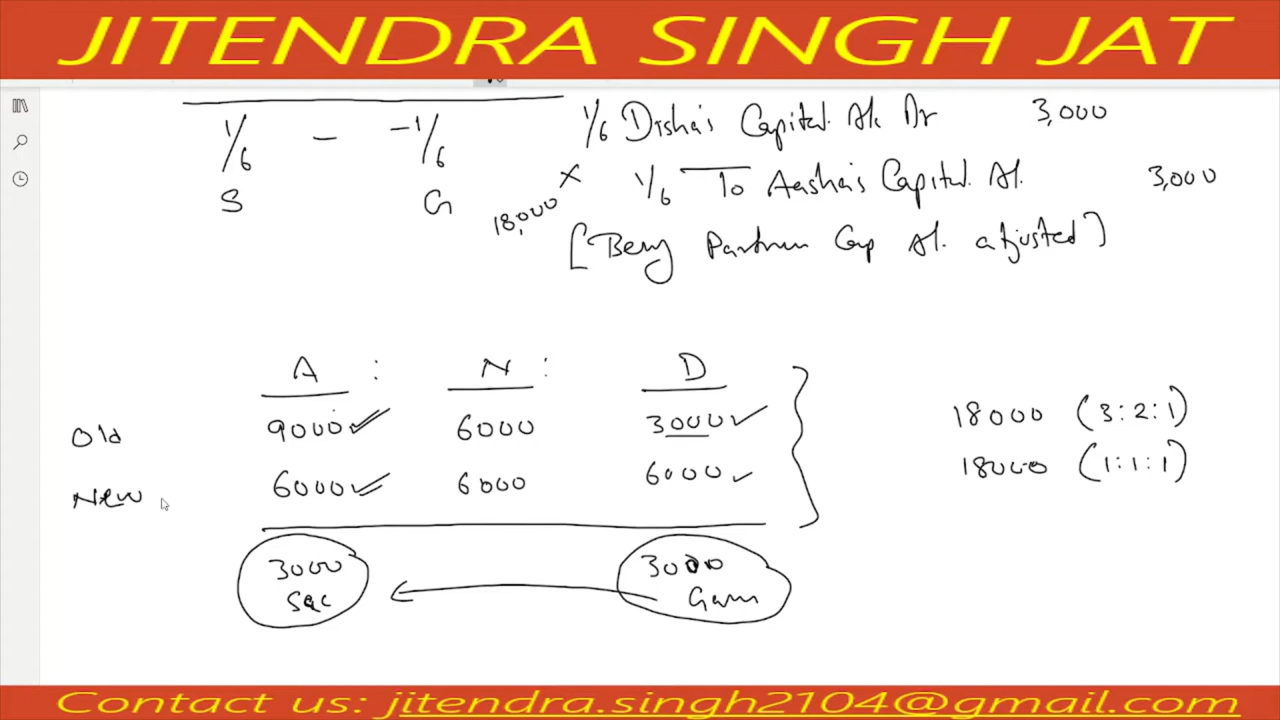 JITENDRA SINGH JAT
1/6 – -1/6 1/6 Disha's Capital A/c Dr 3,000
S G 18,000 × 1/6 To Aasha's Capital A/c. 3,000
[Being Partner Cap A/c. adjusted]
A : N : D
Old 9000 6000 3000 18000 (3:2:1)
New 6000 6000 6000 18000 (1:1:1)
3000 3000
Sac Gain
Contact us: jitendra.singh2104@gmail.com